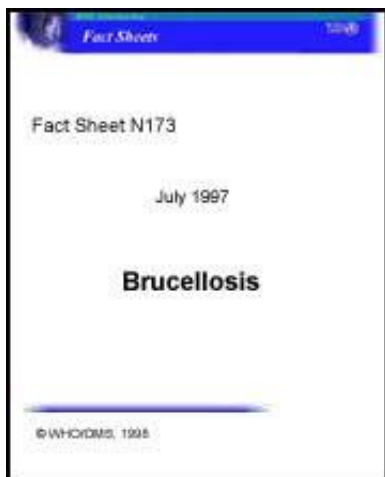 Fact Sheets
Fact Sheet N173
July 1997
Brucellosis
© WHO/OMS, 1998